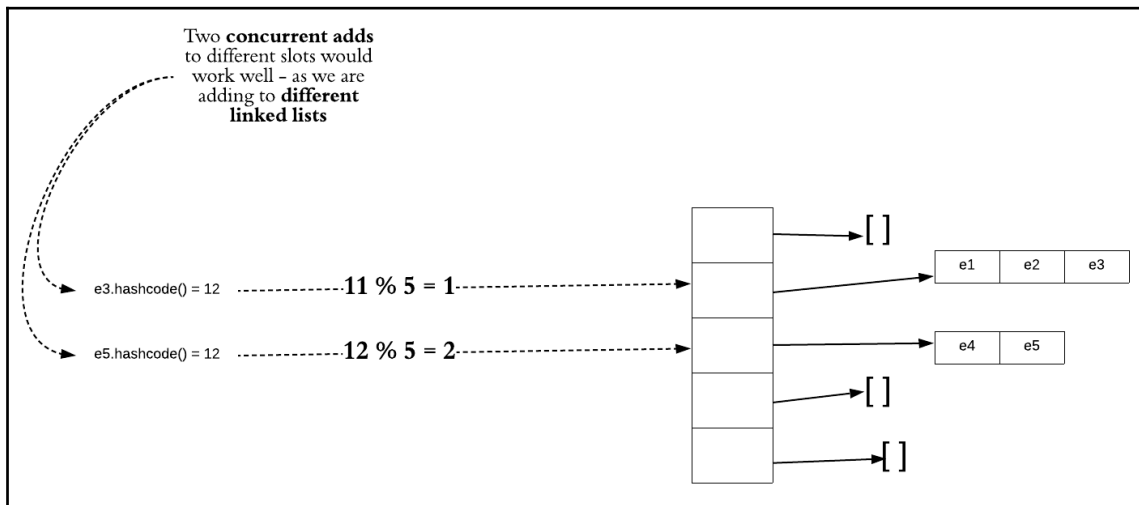 Two concurrent adds
to different slots would
work well – as we are
adding to different
linked lists
[ ]
e1 e2 e3
e3.hashcode() = 12 11 % 5 = 1
e5.hashcode() = 12 12 % 5 = 2
e4 e5
[ ]
[ ]